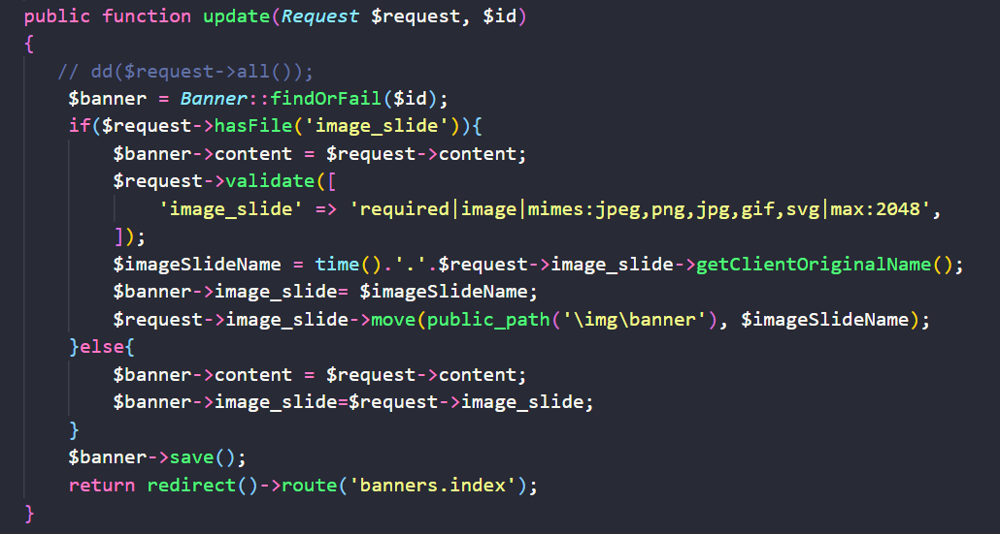 public function update(Request $request, $id)
{
// dd($request->all());
$banner = Banner::findOrFail($id);
if($request->hasFile('image_slide')){
$banner->content = $request->content;
$request->validate([
'image_slide' => 'required|image|mimes:jpeg,png,jpg,gif,svg|max:2048',
]);
$imageSlideName = time().'.'.$request->image_slide->getClientOriginalName();
$banner->image_slide= $imageSlideName;
$request->image_slide->move(public_path('\img\banner'), $imageSlideName);
}else{
$banner->content = $request->content;
$banner->image_slide=$request->image_slide;
}
$banner->save();
return redirect()->route('banners.index');
}